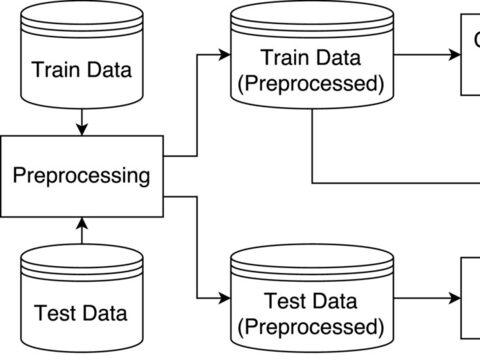 Train Data
Train Data
(Preprocessed)
Preprocessing
Test Data
Test Data
(Preprocessed)